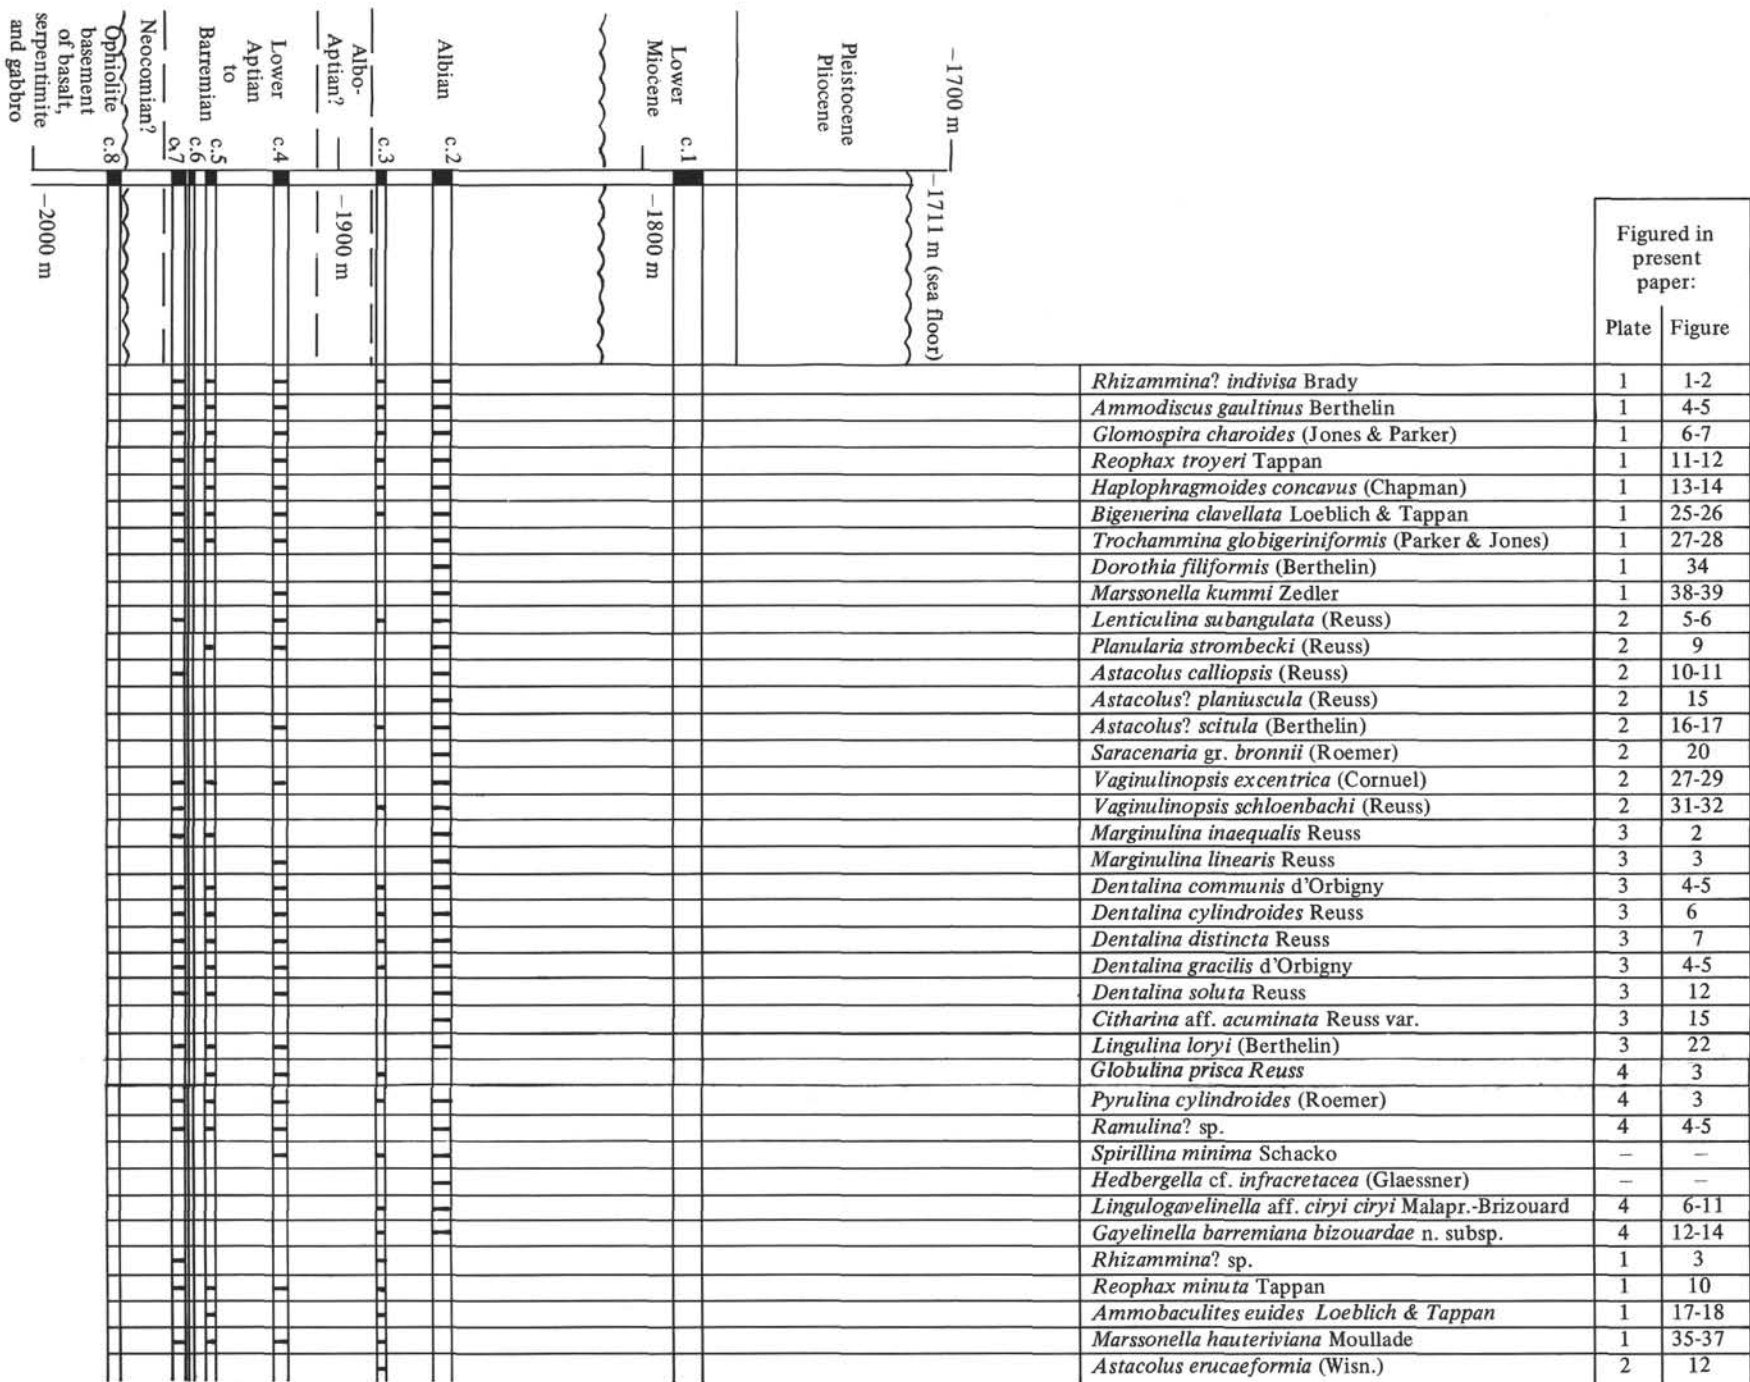 −1700 m
−1711 m (sea floor)
Pleistocene
Pliocene
Lower
Miocene
c.1
−1800 m
Albian
c.2
c.3
Albo-
Aptian?
−1900 m
Lower
Aptian
to
Barremian
c.4
c.5
c.6
c.7
Neocomian?
Ophiolite
basement
of basalt,
serpentimite
and gabbro
c.8
−2000 m
Figured in
present
paper:
Plate Figure
Rhizammina? indivisa Brady 1 1-2
Ammodiscus gaultinus Berthelin 1 4-5
Glomospira charoides (Jones & Parker) 1 6-7
Reophax troyeri Tappan 1 11-12
Haplophragmoides concavus (Chapman) 1 13-14
Bigenerina clavellata Loeblich & Tappan 1 25-26
Trochammina globigeriniformis (Parker & Jones) 1 27-28
Dorothia filiformis (Berthelin) 1 34
Marssonella kummi Zedler 1 38-39
Lenticulina subangulata (Reuss) 2 5-6
Planularia strombecki (Reuss) 2 9
Astacolus calliopsis (Reuss) 2 10-11
Astacolus? planiuscula (Reuss) 2 15
Astacolus? scitula (Berthelin) 2 16-17
Saracenaria gr. bronnii (Roemer) 2 20
Vaginulinopsis excentrica (Cornuel) 2 27-29
Vaginulinopsis schloenbachi (Reuss) 2 31-32
Marginulina inaequalis Reuss 3 2
Marginulina linearis Reuss 3 3
Dentalina communis d'Orbigny 3 4-5
Dentalina cylindroides Reuss 3 6
Dentalina distincta Reuss 3 7
Dentalina gracilis d'Orbigny 3 4-5
Dentalina soluta Reuss 3 12
Citharina aff. acuminata Reuss var. 3 15
Lingulina loryi (Berthelin) 3 22
Globulina prisca Reuss 4 3
Pyrulina cylindroides (Roemer) 4 3
Ramulina? sp. 4 4-5
Spirillina minima Schacko − −
Hedbergella cf. infracretacea (Glaessner) − −
Lingulogavelinella aff. ciryi ciryi Malapr.-Brizouard 4 6-11
Gayelinella barremiana bizouardae n. subsp. 4 12-14
Rhizammina? sp. 1 3
Reophax minuta Tappan 1 10
Ammobaculites euides Loeblich & Tappan 1 17-18
Marssonella hauteriviana Moullade 1 35-37
Astacolus erucaeformia (Wisn.) 2 12